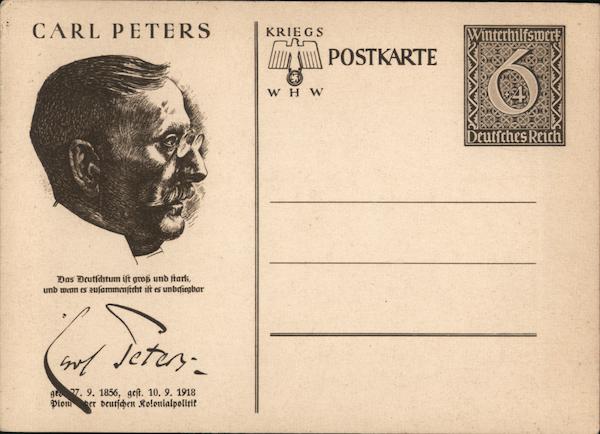 CARL PETERS
Das Deutschtum ist groß und stark,
und wenn es zusammensteht ist es unbesiegbar
Carl Peters
27. 9. 1856, gest. 10. 9. 1918
der deutschen Kolonialpolitik
KRIEGS
WHW
POSTKARTE
Winterhilfswerk
6
+4
Deutsches Reich